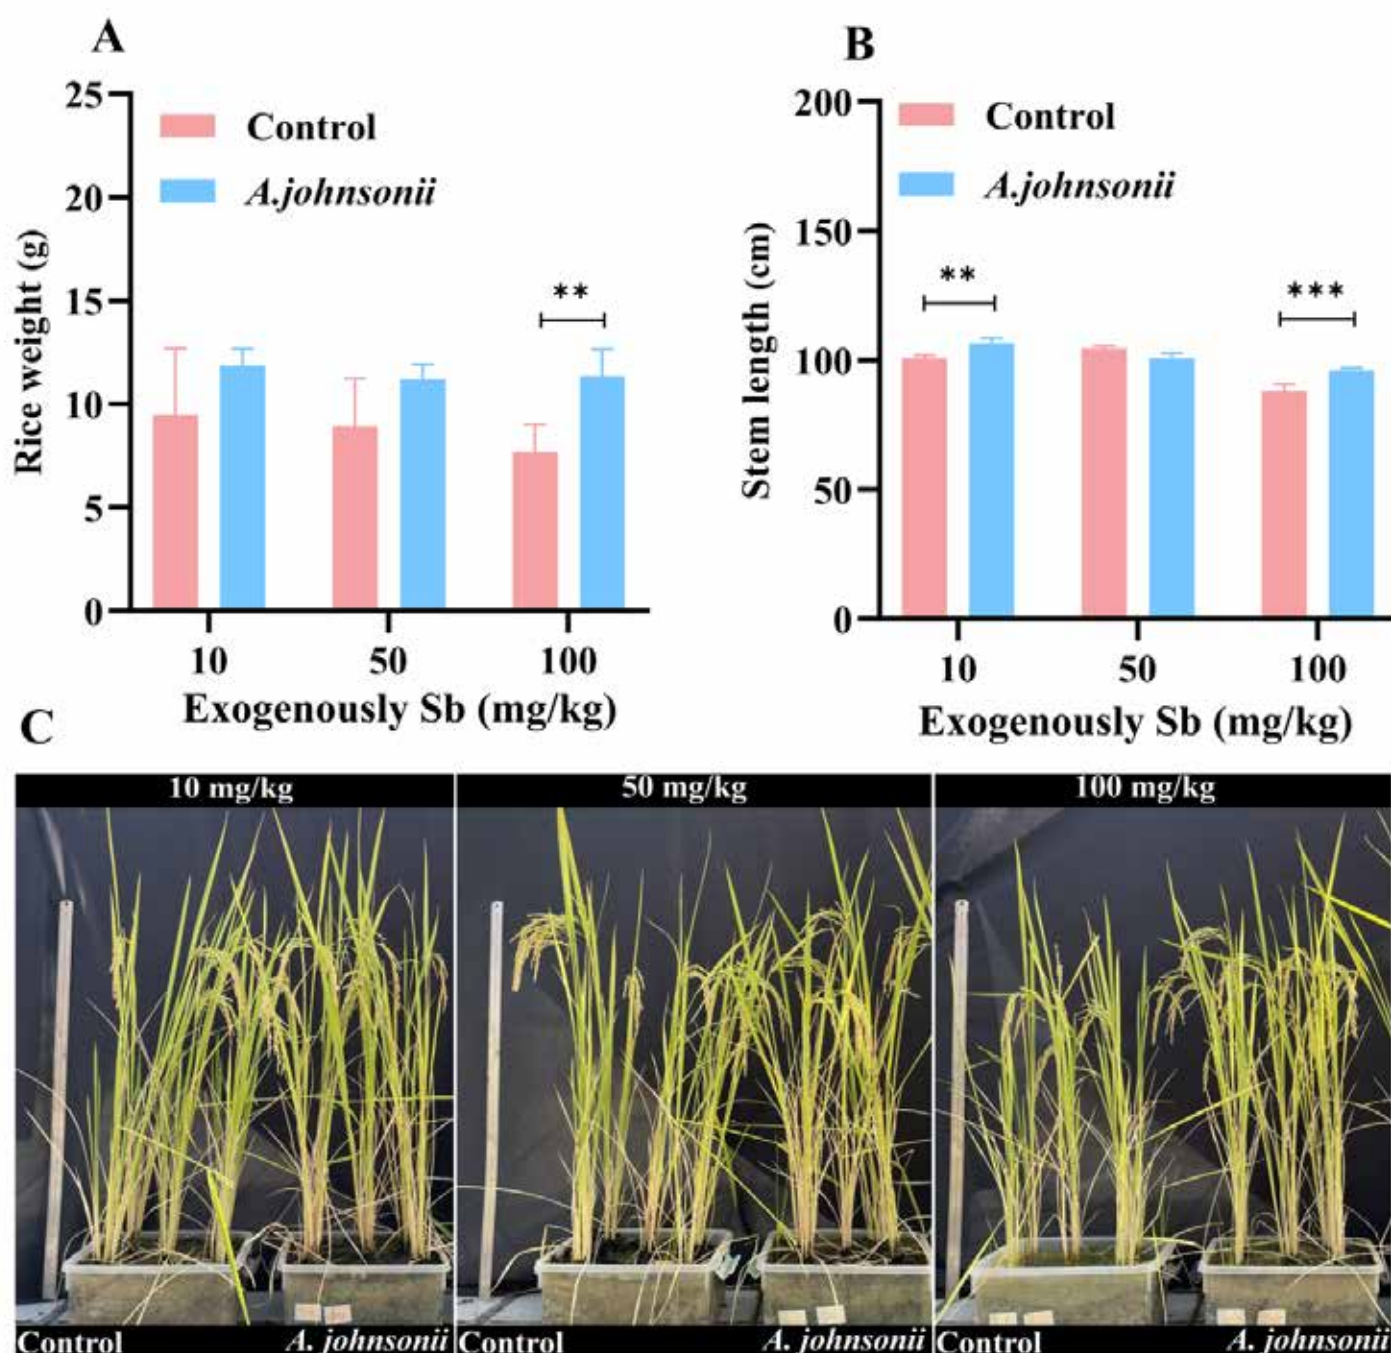 A
25
20
15
10
5
0
Rice weight (g)
Control
A.johnsonii
**
10 50 100
Exogenously Sb (mg/kg)
B
200
150
100
50
0
Stem length (cm)
Control
A.johnsonii
**
***
10 50 100
Exogenously Sb (mg/kg)
C
10 mg/kg 50 mg/kg 100 mg/kg
Control A. johnsonii Control A. johnsonii Control A. johnsonii